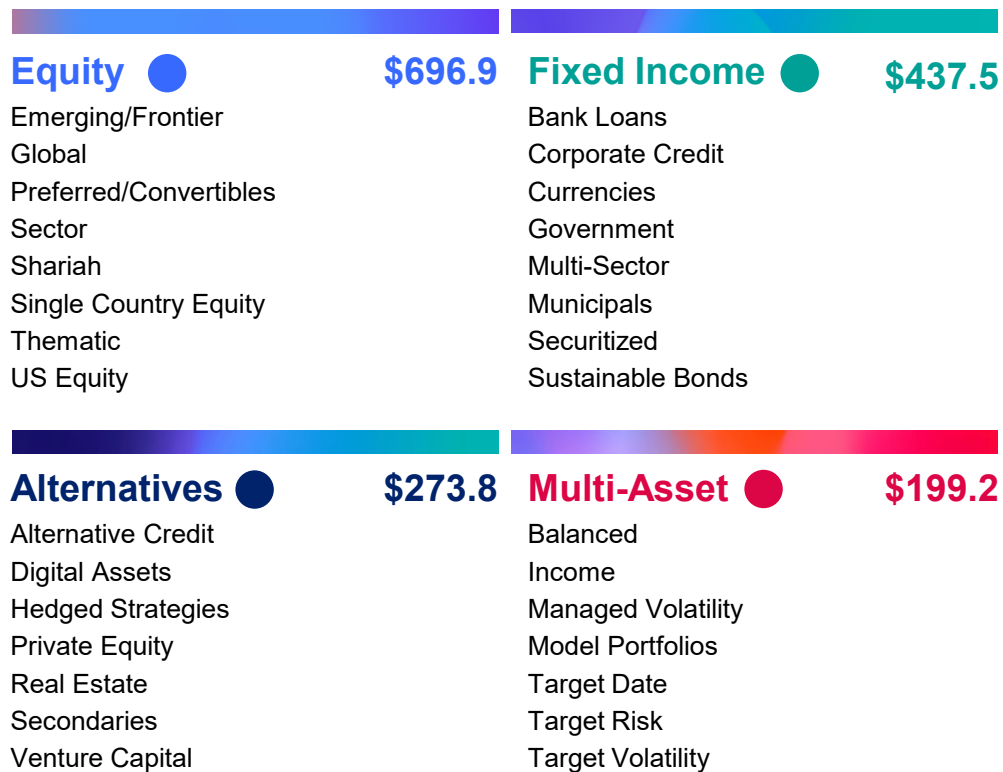 Equity $696.9
Emerging/Frontier
Global
Preferred/Convertibles
Sector
Shariah
Single Country Equity
Thematic
US Equity
Fixed Income $437.5
Bank Loans
Corporate Credit
Currencies
Government
Multi-Sector
Municipals
Securitized
Sustainable Bonds
Alternatives $273.8
Alternative Credit
Digital Assets
Hedged Strategies
Private Equity
Real Estate
Secondaries
Venture Capital
Multi-Asset $199.2
Balanced
Income
Managed Volatility
Model Portfolios
Target Date
Target Risk
Target Volatility